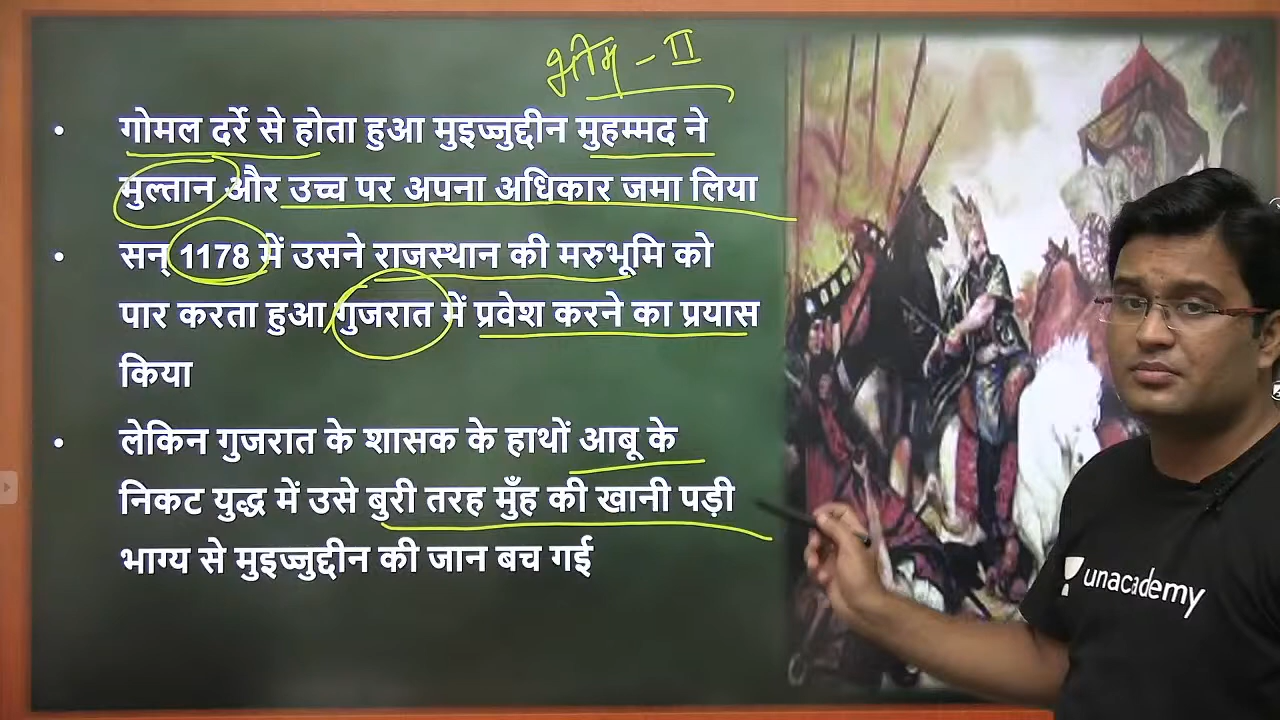 भीम - II
गोमल दर्रे से होता हुआ मुइज्जुद्दीन मुहम्मद ने
मुल्तान और उच्च पर अपना अधिकार जमा लिया
सन् 1178 में उसने राजस्थान की मरुभूमि को
पार करता हुआ गुजरात में प्रवेश करने का प्रयास
किया
लेकिन गुजरात के शासक के हाथों आबू के
निकट युद्ध में उसे बुरी तरह मुँह की खानी पड़ी
भाग्य से मुइज्जुद्दीन की जान बच गई
unacademy